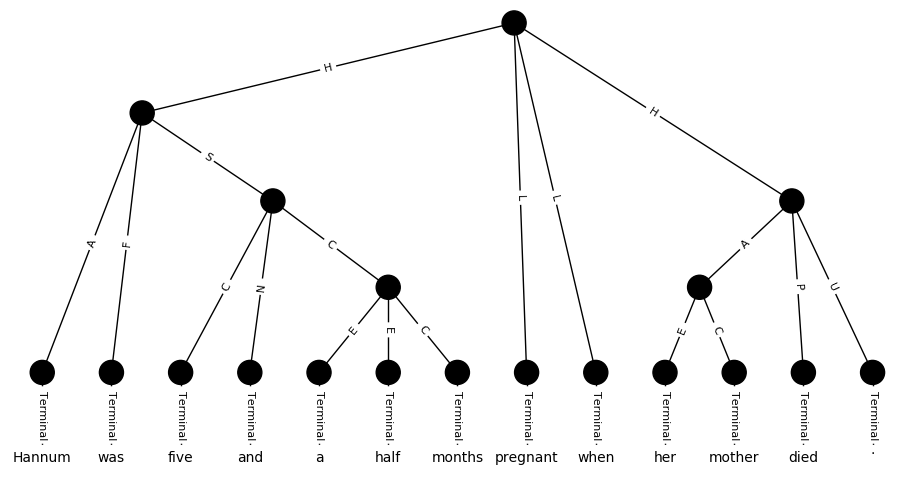 H
H
A
F
S
L
L
C
N
C
A
P
U
E
E
C
E
C
Terminal Terminal Terminal Terminal Terminal Terminal Terminal Terminal Terminal Terminal Terminal Terminal Terminal
Hannum was five and a half months pregnant when her mother died .